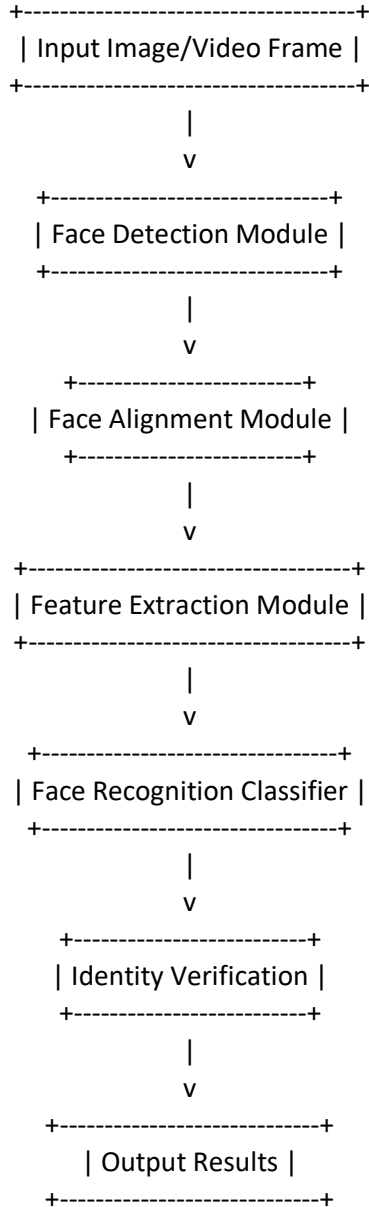 +-------------------------------------+
| Input Image/Video Frame |
+-------------------------------------+
|
v
+-------------------------------+
| Face Detection Module |
+-------------------------------+
|
v
+-------------------------+
| Face Alignment Module |
+-------------------------+
|
v
+------------------------------------+
| Feature Extraction Module |
+------------------------------------+
|
v
+---------------------------------+
| Face Recognition Classifier |
+---------------------------------+
|
v
+--------------------------+
| Identity Verification |
+--------------------------+
|
v
+-----------------------------+
| Output Results |
+-----------------------------+